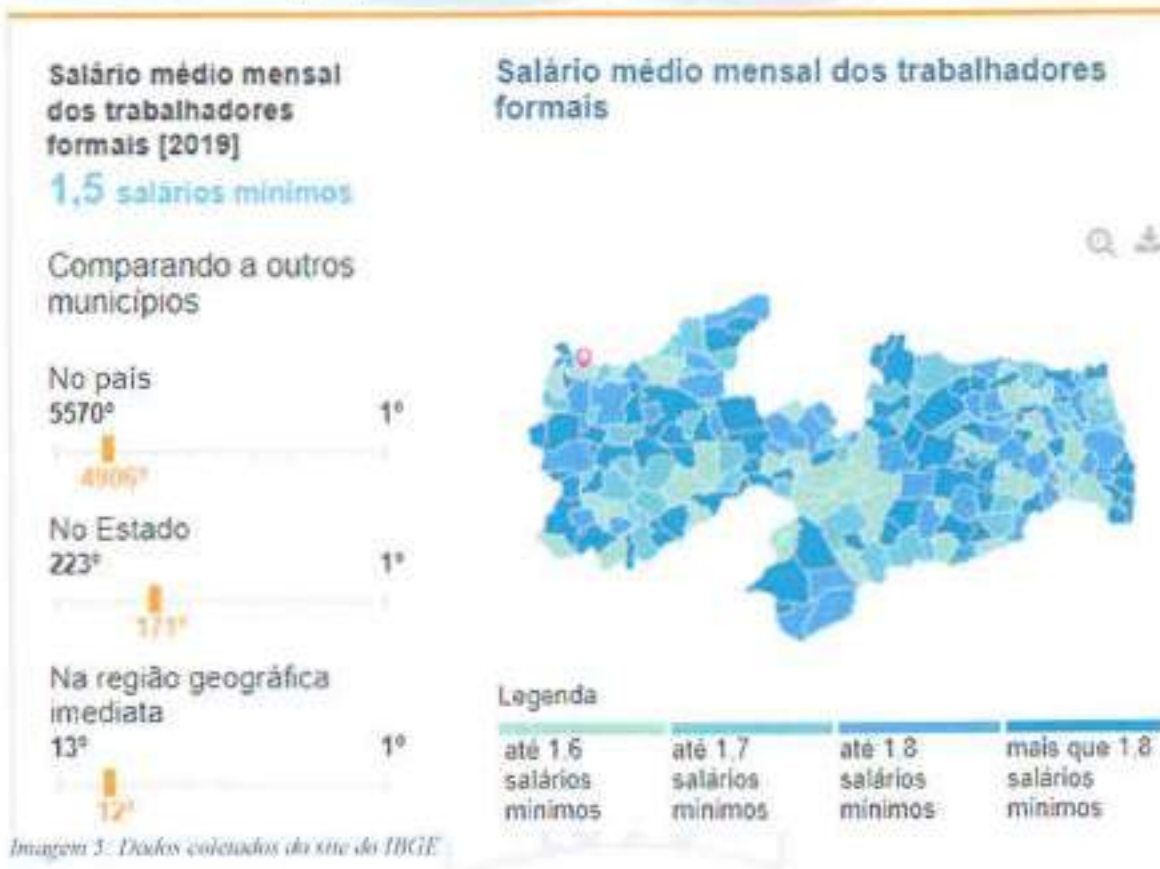 Salário médio mensal
dos trabalhadores
formais [2019]
1,5 salários mínimos
Comparando a outros
municípios
No país
5570º 1º
4906º
No Estado
223º 1º
171º
Na região geográfica
imediata
13º 1º
12º
Salário médio mensal dos trabalhadores
formais
Legenda
até 1,6
salários
mínimos
até 1,7
salários
mínimos
até 1,8
salários
mínimos
mais que 1,8
salários
mínimos
Imagem 5: Dados coletados do site do IBGE